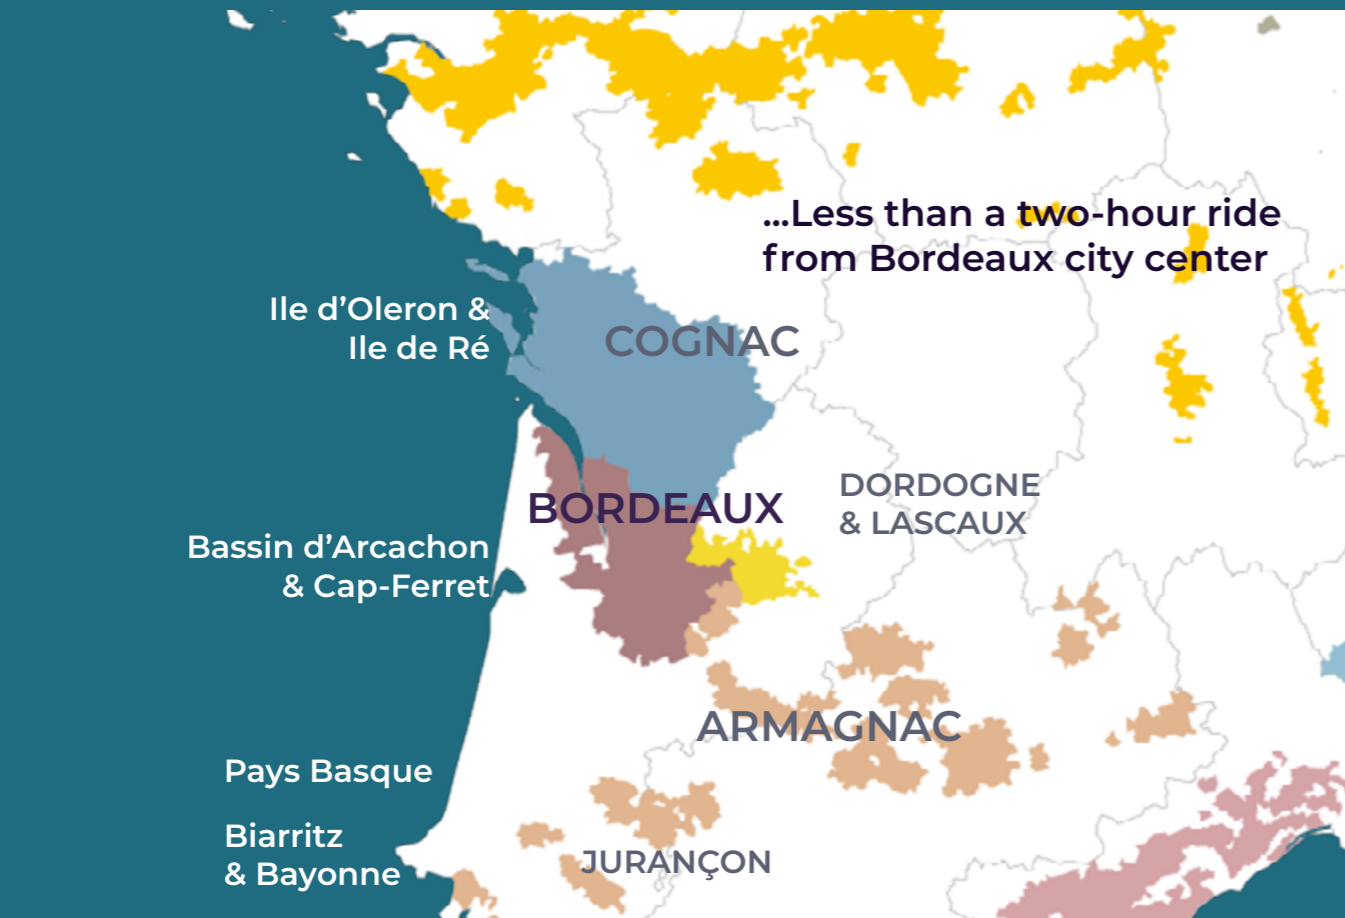 ...Less than a two-hour ride
from Bordeaux city center
Ile d’Oleron &
Ile de Ré
COGNAC
DORDOGNE
& LASCAUX
BORDEAUX
Bassin d’Arcachon
& Cap-Ferret
ARMAGNAC
Pays Basque
Biarritz
& Bayonne
JURANÇON